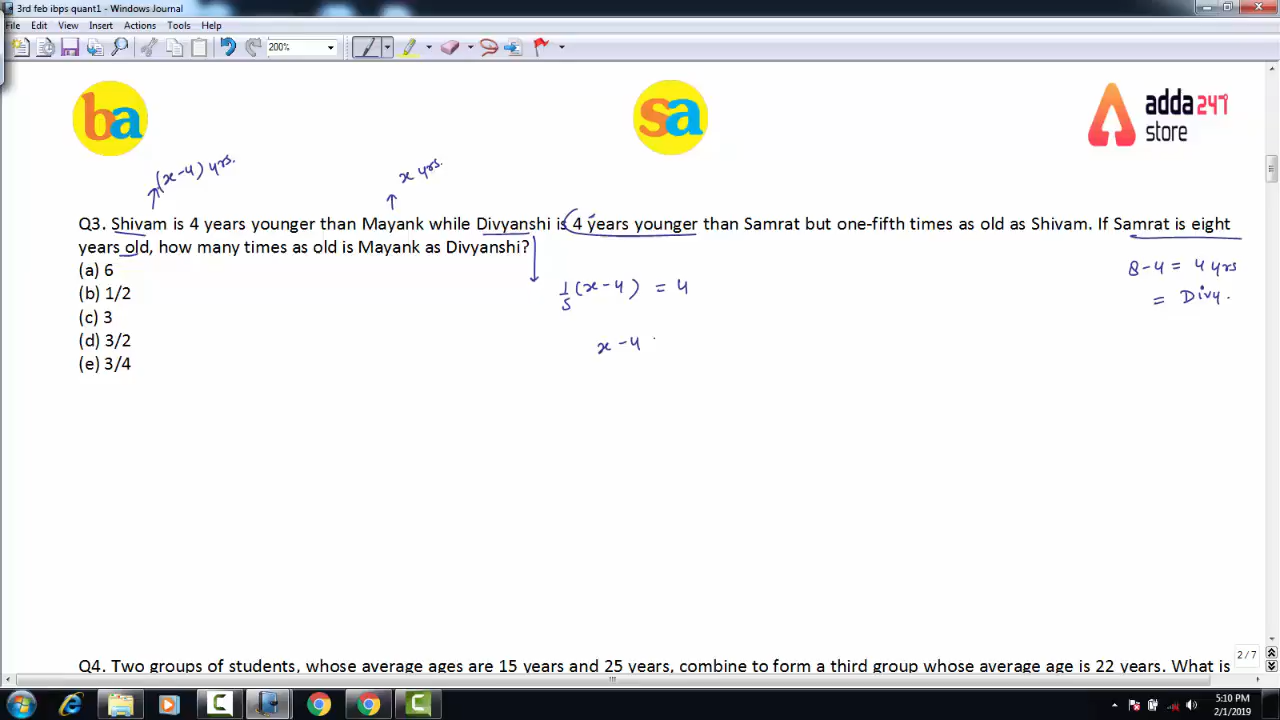 3rd feb ibps quant1 - Windows Journal
File Edit View Insert Actions Tools Help
200%
ba
sa
adda 247
store
(x-4) yrs.
x yrs.
Q3. Shivam is 4 years younger than Mayank while Divyanshi is 4 years younger than Samrat but one-fifth times as old as Shivam. If Samrat is eight
years old, how many times as old is Mayank as Divyanshi?
(a) 6
(b) 1/2
(c) 3
(d) 3/2
(e) 3/4
1/5 (x-4) = 4
x-4
8-4 = 4 yrs
= Divy.
Q4. Two groups of students, whose average ages are 15 years and 25 years, combine to form a third group whose average age is 22 years. What is
2 / 7
5:10 PM
2/1/2019